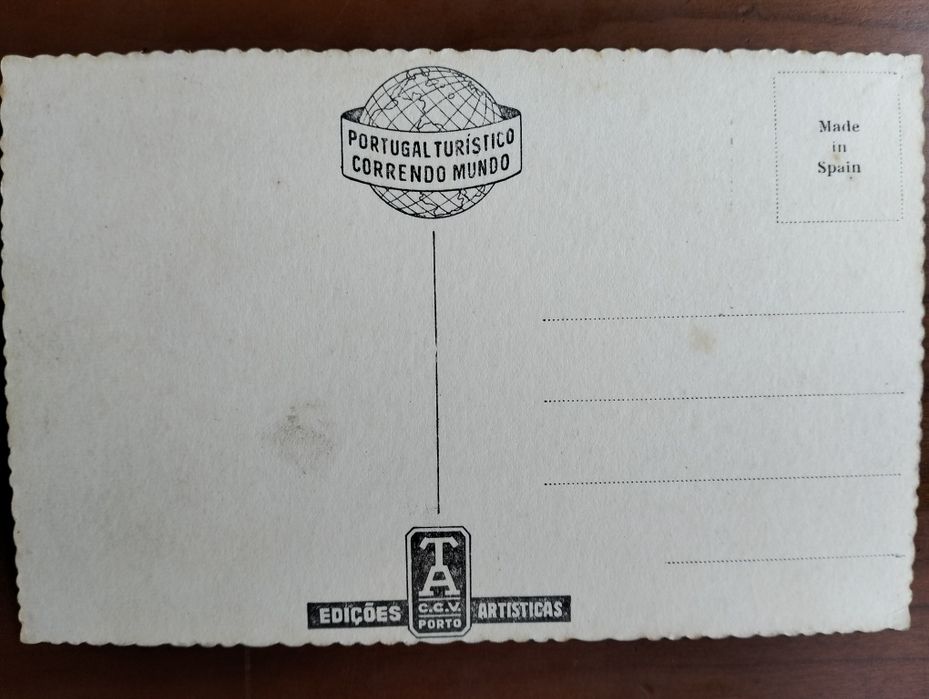 PORTUGAL TURÍSTICO
CORRENDO MUNDO
Made
in
Spain
TA
C.C.V.
PORTO
EDIÇÕES ARTISTICAS